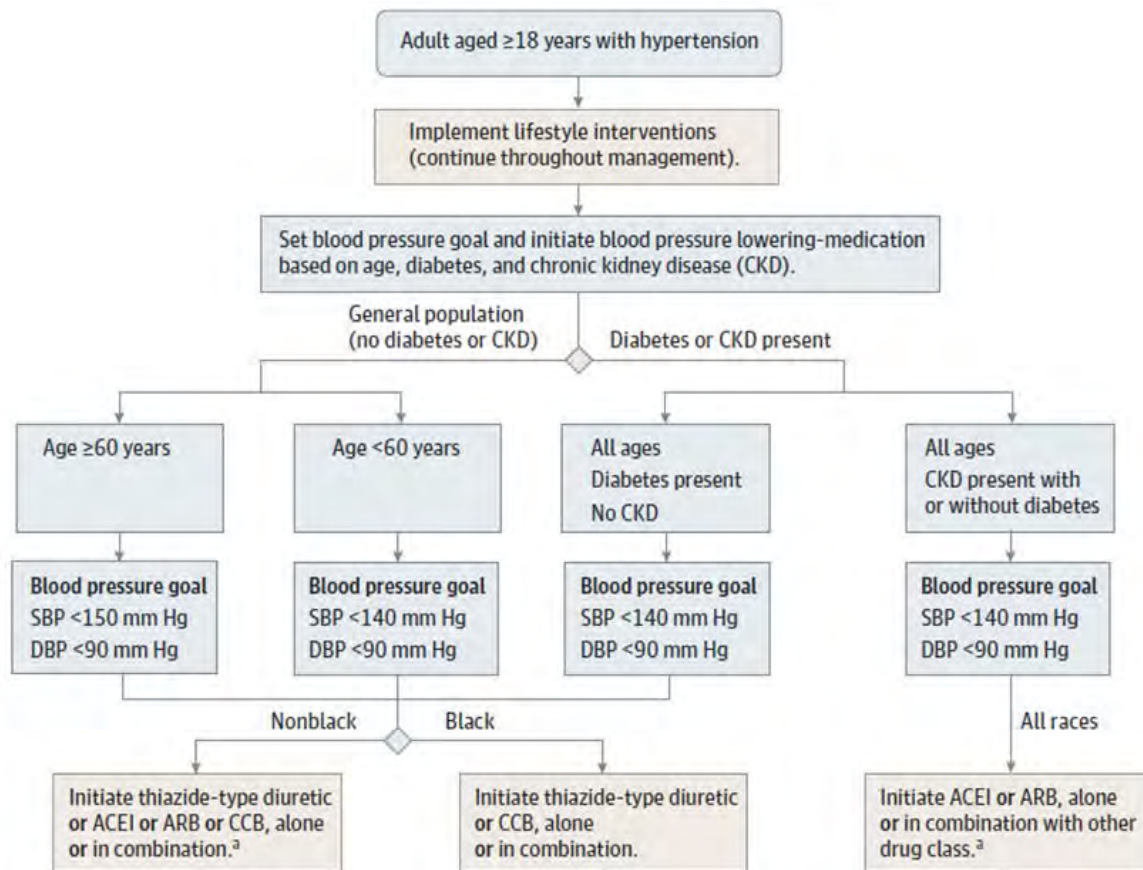 Adult aged ≥18 years with hypertension
Implement lifestyle interventions
(continue throughout management).
Set blood pressure goal and initiate blood pressure lowering-medication
based on age, diabetes, and chronic kidney disease (CKD).
General population
(no diabetes or CKD)
Diabetes or CKD present
Age ≥60 years
Age <60 years
All ages
Diabetes present
No CKD
All ages
CKD present with
or without diabetes
Blood pressure goal
SBP <150 mm Hg
DBP <90 mm Hg
Blood pressure goal
SBP <140 mm Hg
DBP <90 mm Hg
Blood pressure goal
SBP <140 mm Hg
DBP <90 mm Hg
Blood pressure goal
SBP <140 mm Hg
DBP <90 mm Hg
Nonblack
Black
All races
Initiate thiazide-type diuretic
or ACEI or ARB or CCB, alone
or in combination.ª
Initiate thiazide-type diuretic
or CCB, alone
or in combination.
Initiate ACEI or ARB, alone
or in combination with other
drug class.ª